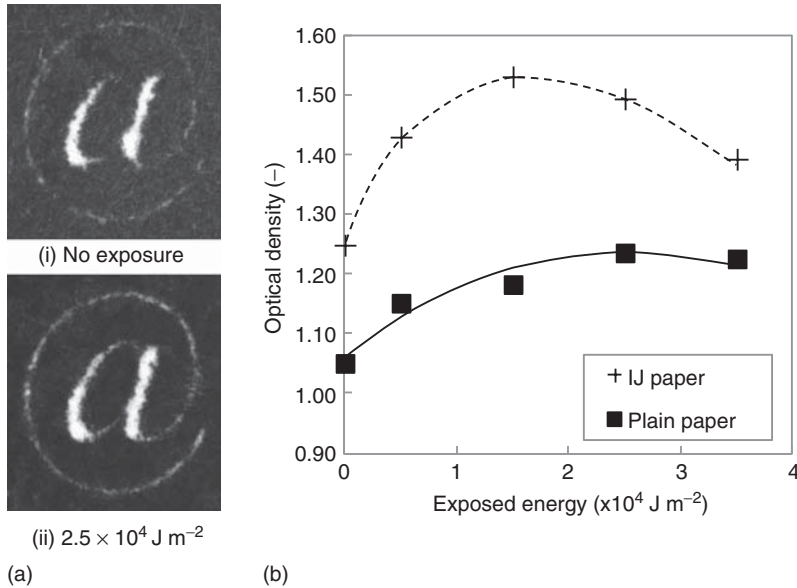 @
(i) No exposure
@
(ii) 2.5 × 10⁴ J m⁻²
(a)
1.60
1.50
1.40
1.30
1.20
1.10
1.00
0.90
Optical density (–)
0 1 2 3 4
Exposed energy (x10⁴ J m⁻²)
IJ paper
Plain paper
(b)